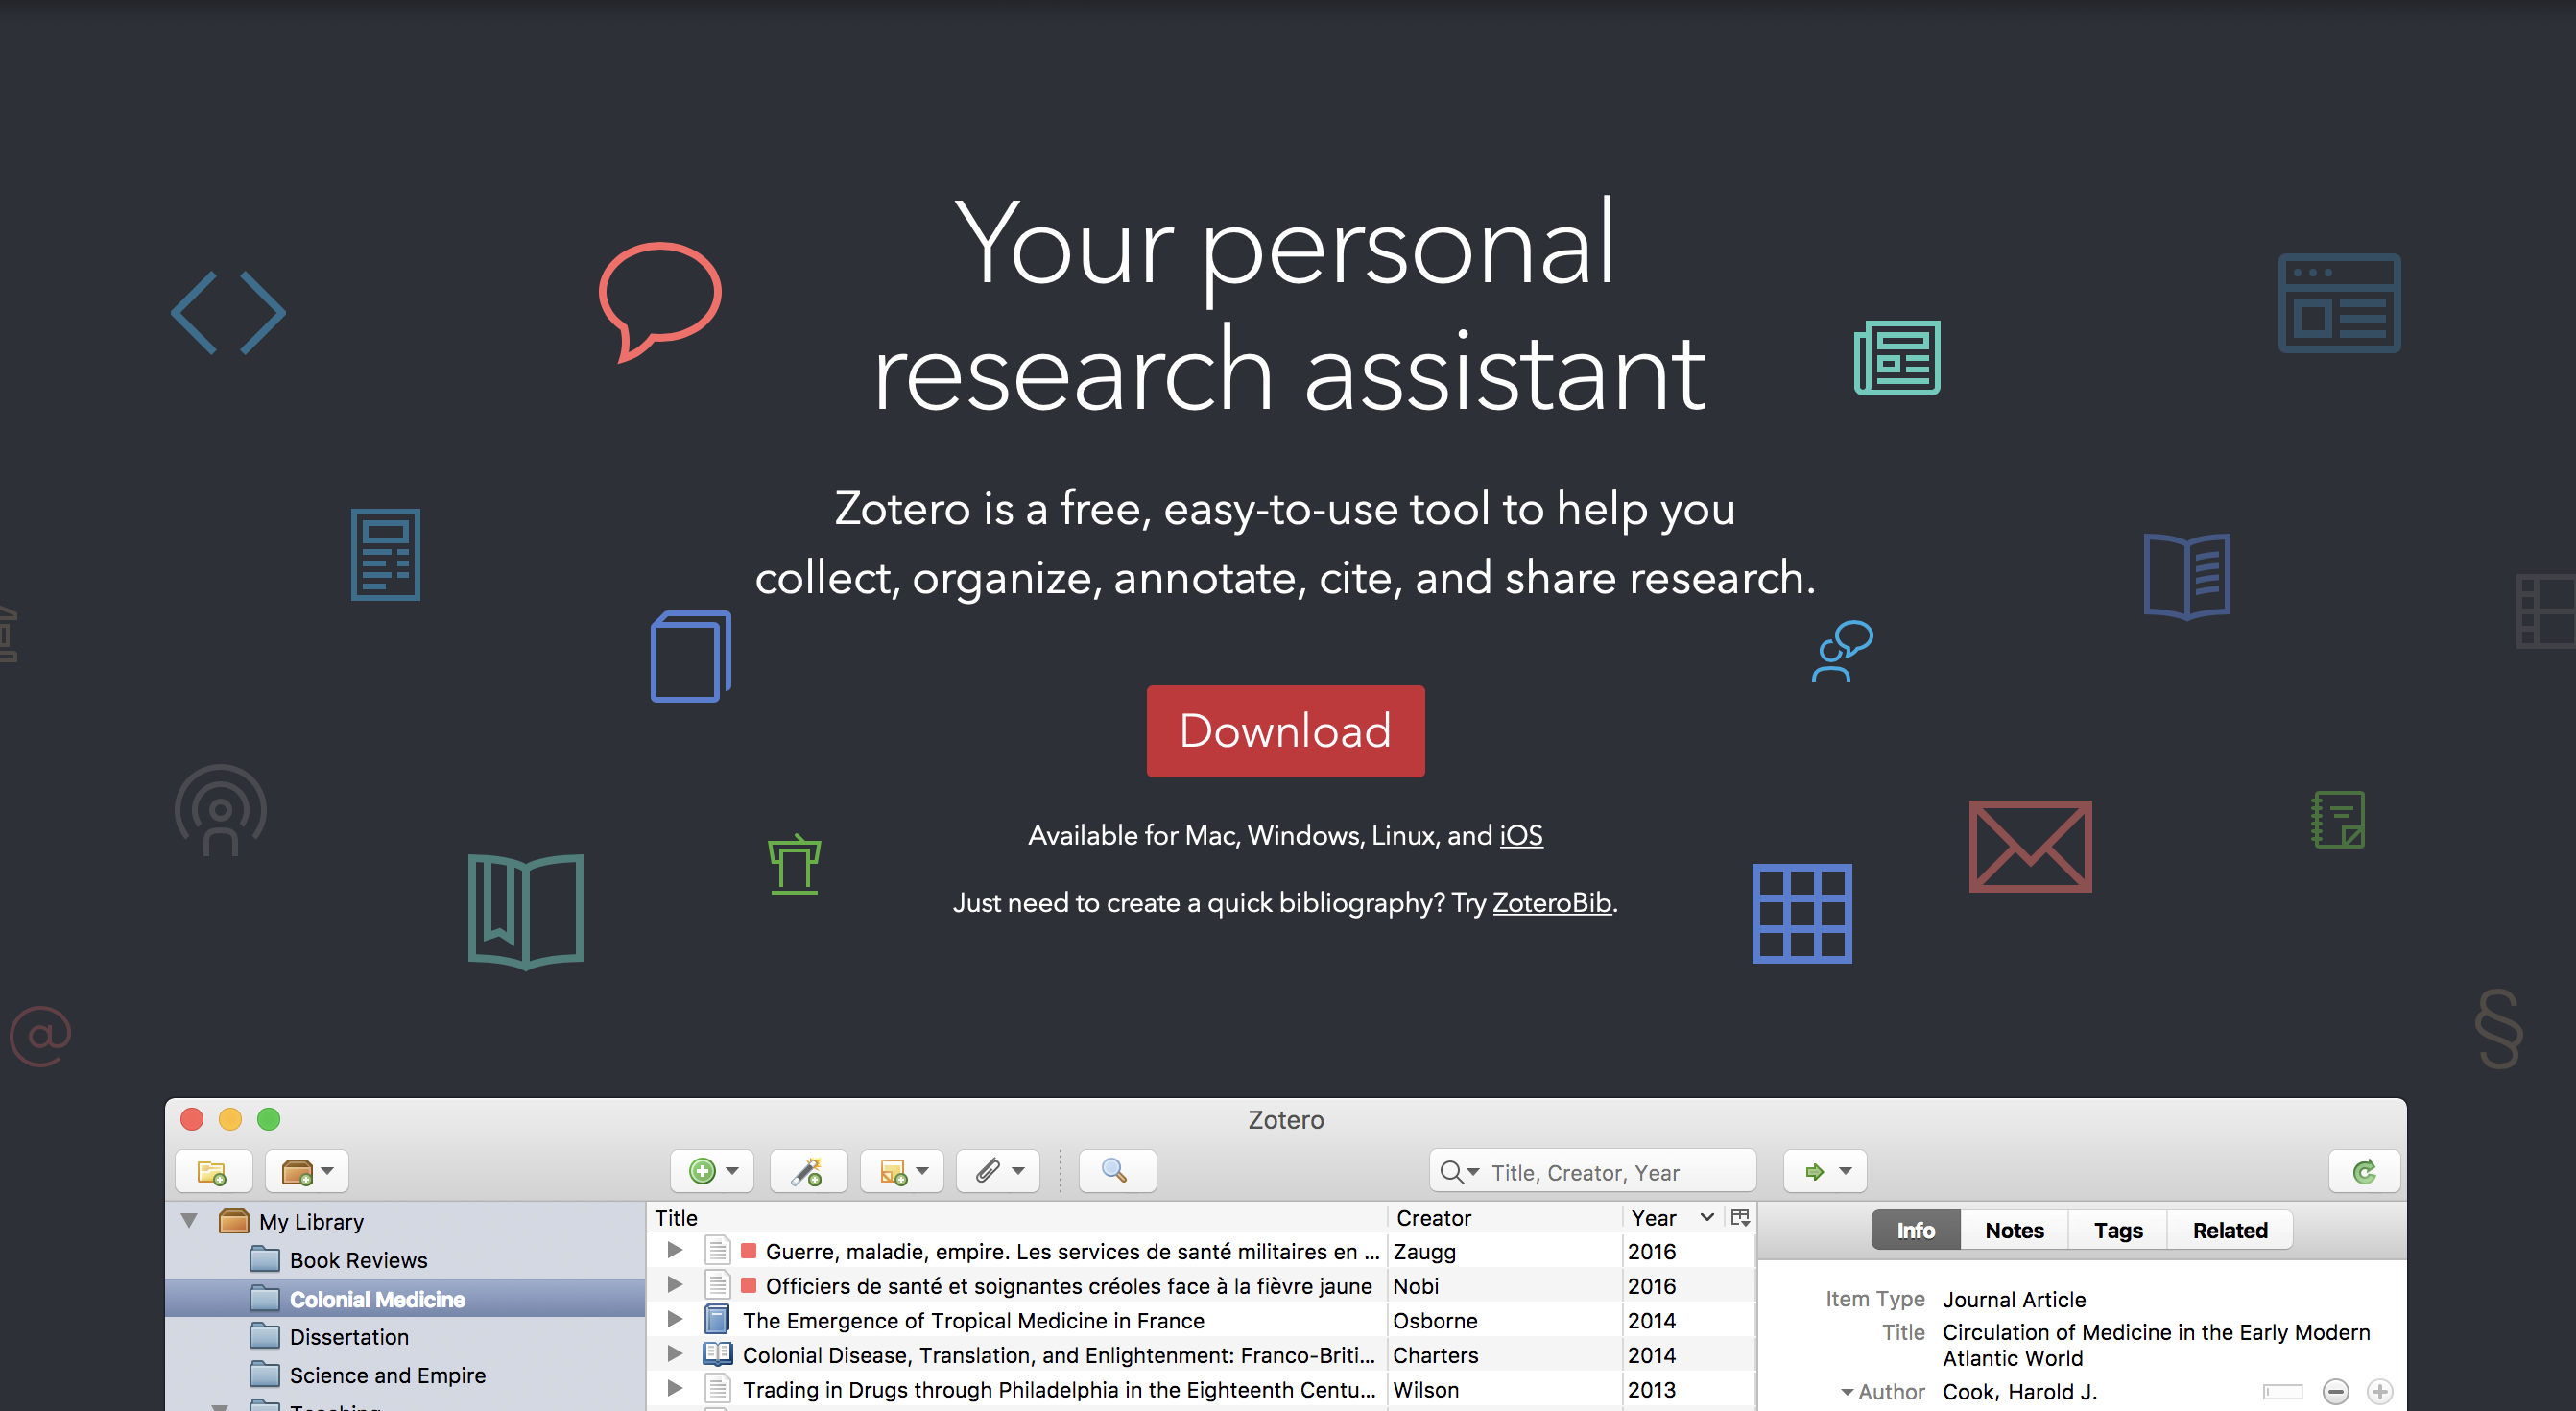 Your personal
research assistant
Zotero is a free, easy-to-use tool to help you
collect, organize, annotate, cite, and share research.
Download
Available for Mac, Windows, Linux, and iOS
Just need to create a quick bibliography? Try ZoteroBib.
@
§
Zotero
Title, Creator, Year
My Library
Book Reviews
Colonial Medicine
Dissertation
Science and Empire
Teaching
Title Creator Year
Guerre, maladie, empire. Les services de santé militaires en ... Zaugg 2016
Officiers de santé et soignantes créoles face à la fièvre jaune Nobi 2016
The Emergence of Tropical Medicine in France Osborne 2014
Colonial Disease, Translation, and Enlightenment: Franco-Briti... Charters 2014
Trading in Drugs through Philadelphia in the Eighteenth Centu... Wilson 2013
Info Notes Tags Related
Item Type Journal Article
Title Circulation of Medicine in the Early Modern
Atlantic World
Author Cook, Harold J.